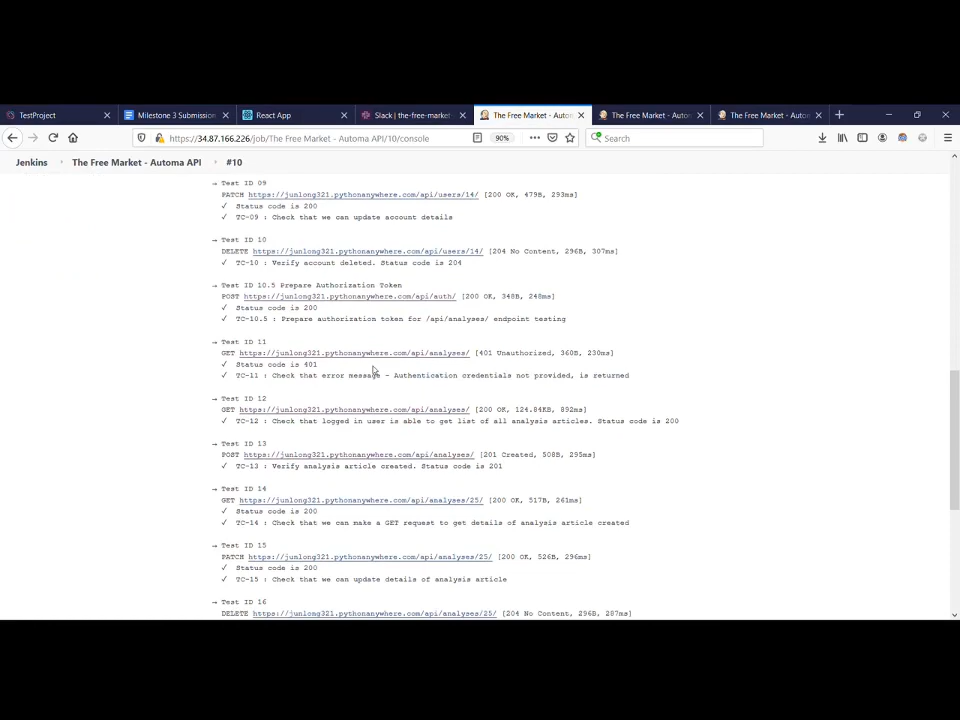 TestProject
Milestone 3 Submission
React App
Slack | the-free-market
The Free Market - Autom
The Free Market - Autom
The Free Market - Autom
https://34.87.166.226/job/The Free Market - Automa API/10/console
90%
Search
Jenkins
The Free Market - Automa API
#10
→ Test ID 09
PATCH https://junlong321.pythonanywhere.com/api/users/14/ [200 OK, 479B, 293ms]
✓ Status code is 200
✓ TC-09 : Check that we can update account details
→ Test ID 10
DELETE https://junlong321.pythonanywhere.com/api/users/14/ [204 No Content, 296B, 307ms]
✓ TC-10 : Verify account deleted. Status code is 204
→ Test ID 10.5 Prepare Authorization Token
POST https://junlong321.pythonanywhere.com/api/auth/ [200 OK, 348B, 248ms]
✓ Status code is 200
✓ TC-10.5 : Prepare authorization token for /api/analyses/ endpoint testing
→ Test ID 11
GET https://junlong321.pythonanywhere.com/api/analyses/ [401 Unauthorized, 360B, 230ms]
✓ Status code is 401
✓ TC-11 : Check that error message - Authentication credentials not provided, is returned
→ Test ID 12
GET https://junlong321.pythonanywhere.com/api/analyses/ [200 OK, 124.84KB, 892ms]
✓ TC-12 : Check that logged in user is able to get list of all analysis articles. Status code is 200
→ Test ID 13
POST https://junlong321.pythonanywhere.com/api/analyses/ [201 Created, 508B, 295ms]
✓ TC-13 : Verify analysis article created. Status code is 201
→ Test ID 14
GET https://junlong321.pythonanywhere.com/api/analyses/25/ [200 OK, 517B, 261ms]
✓ Status code is 200
✓ TC-14 : Check that we can make a GET request to get details of analysis article created
→ Test ID 15
PATCH https://junlong321.pythonanywhere.com/api/analyses/25/ [200 OK, 526B, 296ms]
✓ Status code is 200
✓ TC-15 : Check that we can update details of analysis article
→ Test ID 16
DELETE https://junlong321.pythonanywhere.com/api/analyses/25/ [204 No Content, 296B, 287ms]